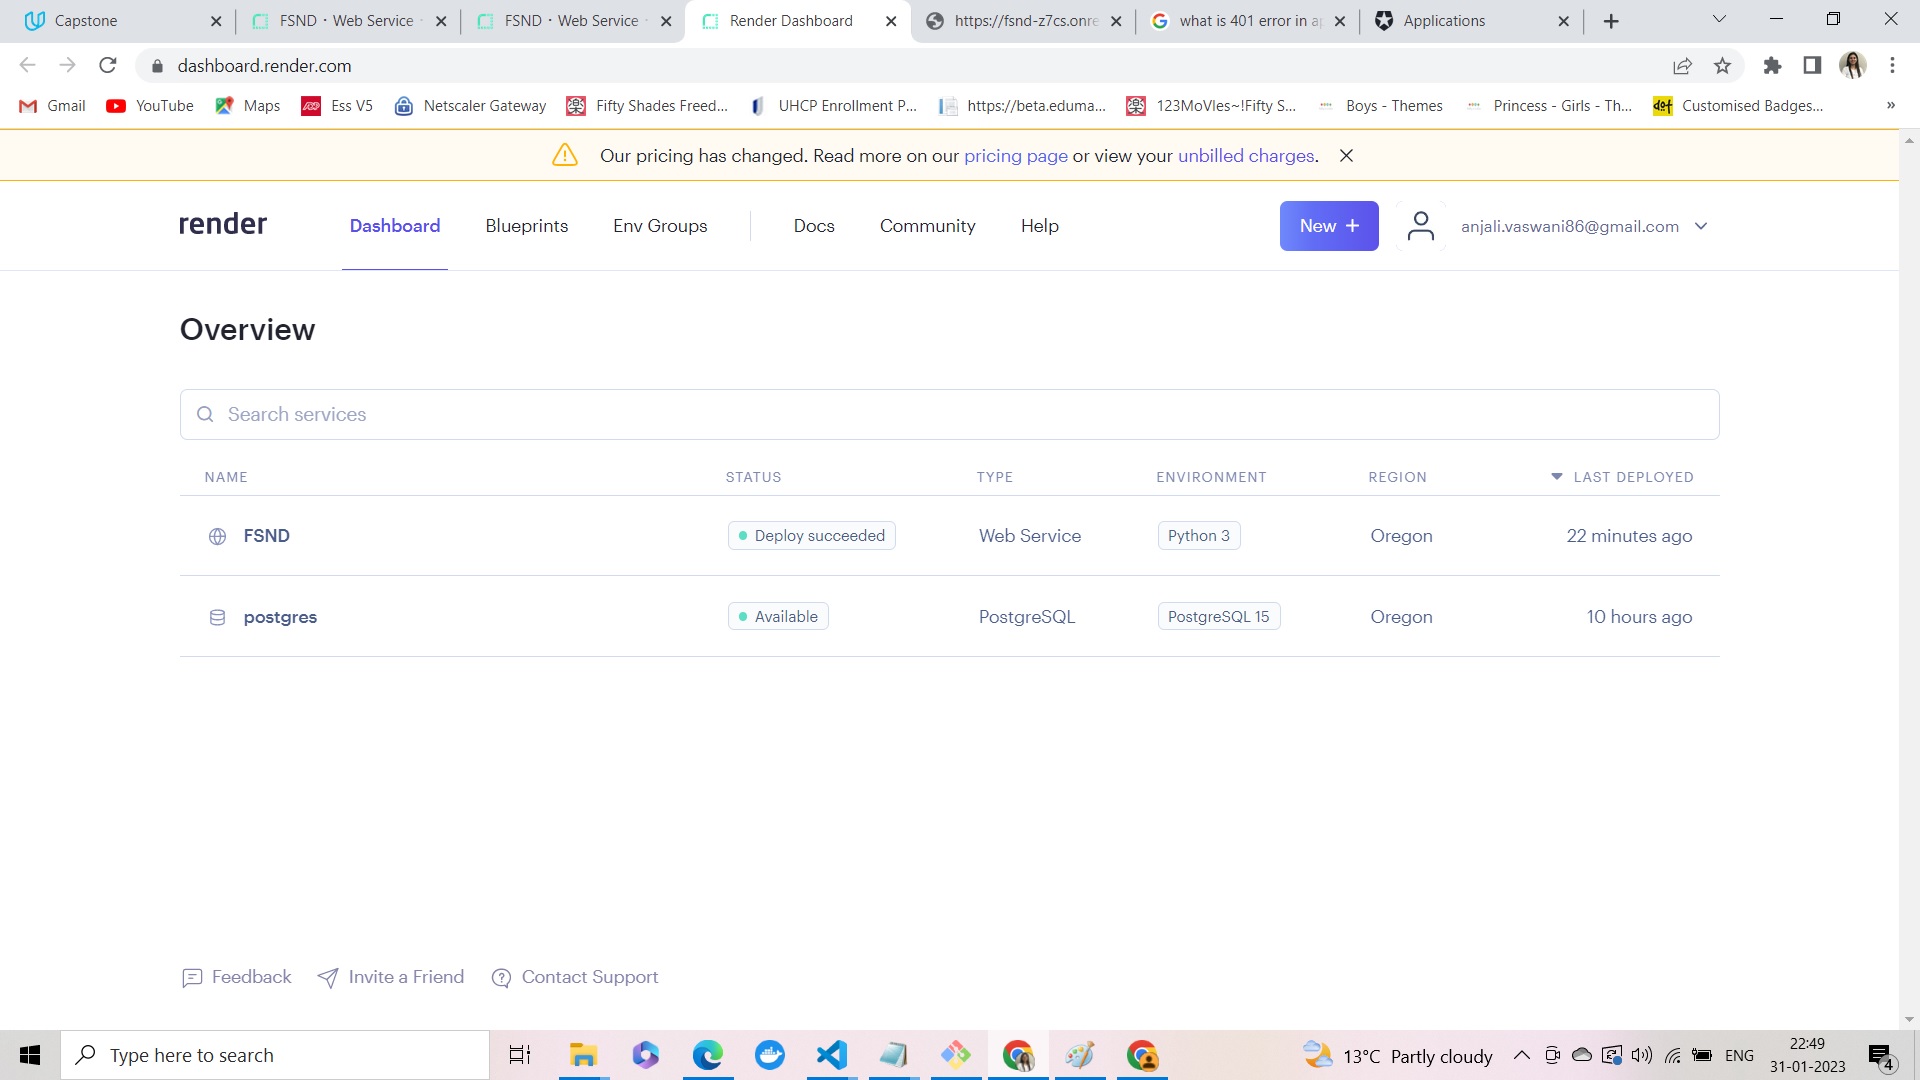 Capstone
FSND · Web Service ·
FSND · Web Service ·
Render Dashboard
https://fsnd-z7cs.onre
what is 401 error in a
Applications
dashboard.render.com
Gmail
YouTube
Maps
Ess V5
Netscaler Gateway
Fifty Shades Freed...
UHCP Enrollment P...
https://beta.eduma...
123MoVIes~!Fifty S...
Boys - Themes
Princess - Girls - Th...
Customised Badges...
»
Our pricing has changed. Read more on our pricing page or view your unbilled charges.
render
Dashboard
Blueprints
Env Groups
Docs
Community
Help
New +
anjali.vaswani86@gmail.com
Overview
Search services
NAME STATUS TYPE ENVIRONMENT REGION LAST DEPLOYED
FSND Deploy succeeded Web Service Python 3 Oregon 22 minutes ago
postgres Available PostgreSQL PostgreSQL 15 Oregon 10 hours ago
Feedback
Invite a Friend
Contact Support
Type here to search
13°C Partly cloudy
ENG
22:49
31-01-2023
4